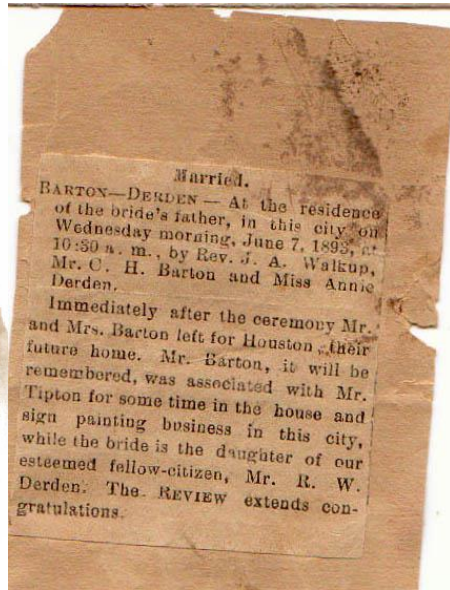 Married.
BARTON—DERDEN — At the residence
of the bride's father, in this city on
Wednesday morning, June 7, 1893, at
10:30 a. m., by Rev. J. A. Walkup,
Mr. C. H. Barton and Miss Annie
Derden.
Immediately after the ceremony Mr.
and Mrs. Barton left for Houston, their
future home. Mr. Barton, it will be
remembered, was associated with Mr.
Tipton for some time in the house and
sign painting business in this city,
while the bride is the daughter of our
esteemed fellow-citizen, Mr. R. W.
Derden. The REVIEW extends con-
gratulations.